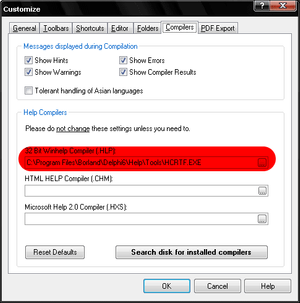 Customize
General Toolbars Shortcuts Editor Folders Compilers PDF Export
Messages displayed during Compilation
Show Hints Show Errors
Show Warnings Show Compiler Results
Tolerant handling of Asian languages
Help Compilers
Please do not change these settings unless you need to.
32 Bit Winhelp Compiler (.HLP):
C:\Program Files\Borland\Delphi6\Help\Tools\HCRTF.EXE ...
HTML HELP Compiler (.CHM):
...
Microsoft Help 2.0 Compiler (.HXS):
...
Reset Defaults Search disk for installed compilers
OK Cancel Help